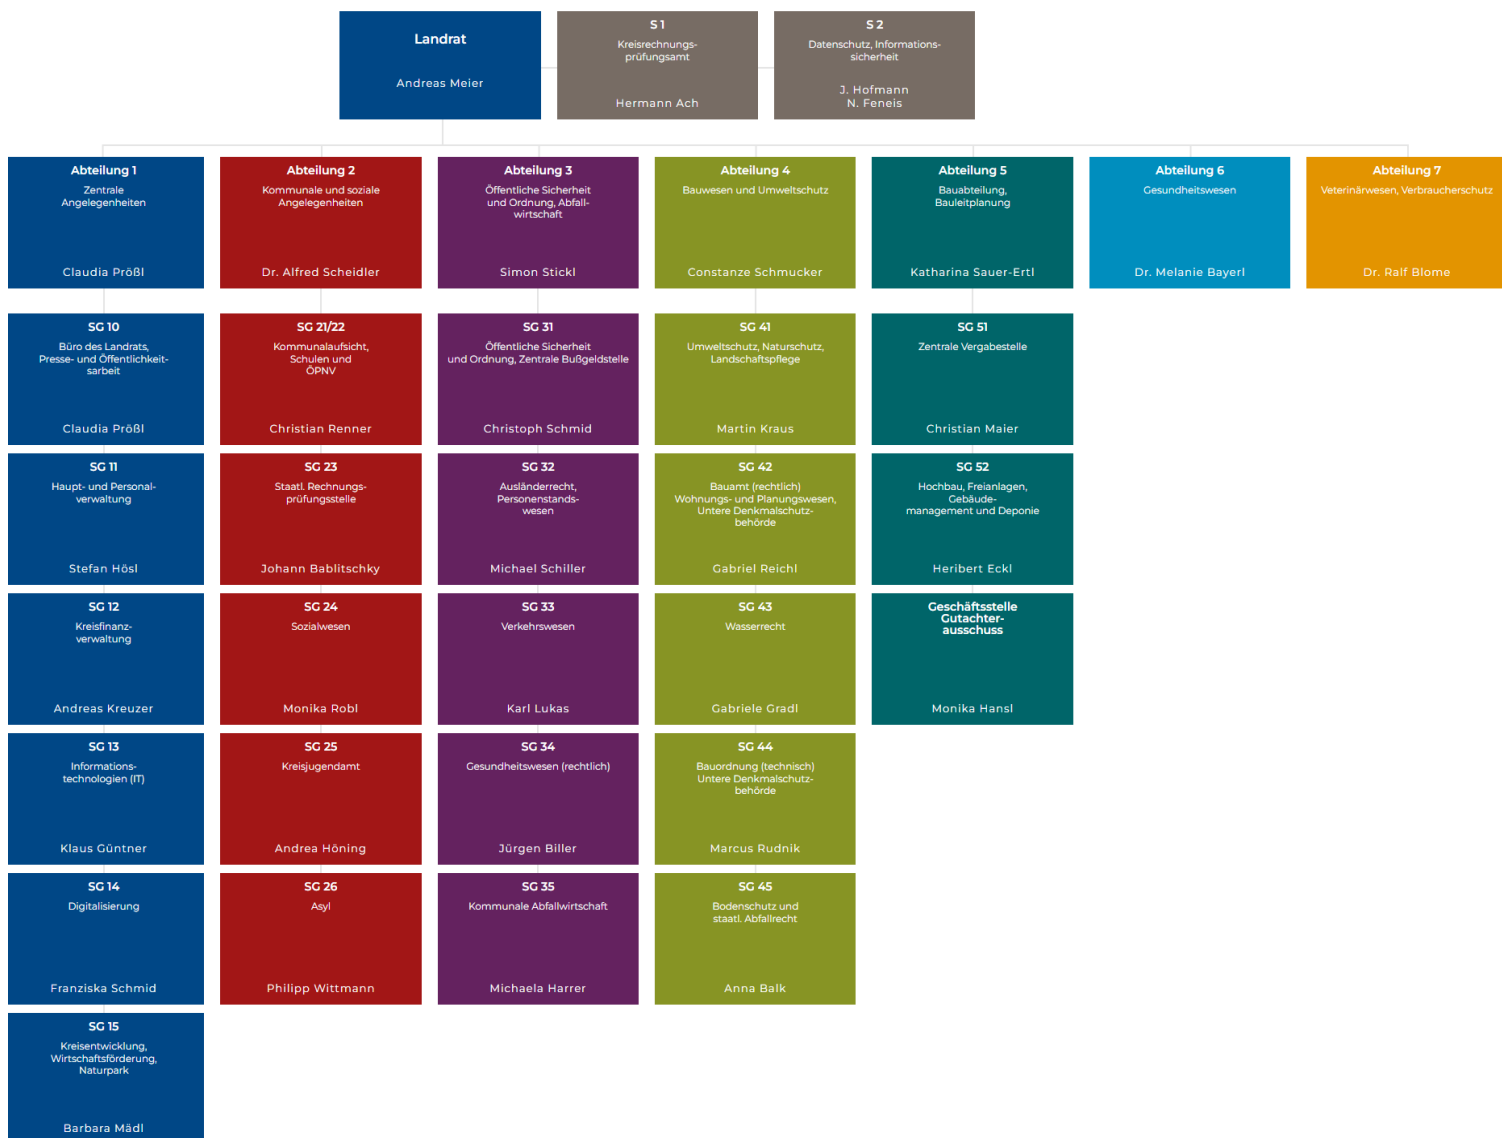 Landrat
Andreas Meier
S 1
Kreisrechnungs-
prüfungsamt
Hermann Ach
S 2
Datenschutz, Informations-
sicherheit
J. Hofmann
N. Feneis
Abteilung 1
Zentrale
Angelegenheiten
Claudia Prößl
Abteilung 2
Kommunale und soziale
Angelegenheiten
Dr. Alfred Scheidler
Abteilung 3
Öffentliche Sicherheit
und Ordnung, Abfall-
wirtschaft
Simon Stickl
Abteilung 4
Bauwesen und Umweltschutz
Constanze Schmucker
Abteilung 5
Bauabteilung,
Bauleitplanung
Katharina Sauer-Ertl
Abteilung 6
Gesundheitswesen
Dr. Melanie Bayerl
Abteilung 7
Veterinärwesen, Verbraucherschutz
Dr. Ralf Blome
SG 10
Büro des Landrats,
Presse- und Öffentlichkeit-
sarbeit
Claudia Prößl
SG 21/22
Kommunalaufsicht,
Schulen und
ÖPNV
Christian Renner
SG 31
Öffentliche Sicherheit
und Ordnung, Zentrale Bußgeldstelle
Christoph Schmid
SG 41
Umweltschutz, Naturschutz,
Landschaftspflege
Martin Kraus
SG 51
Zentrale Vergabestelle
Christian Maier
SG 11
Haupt- und Personal-
verwaltung
Stefan Hösl
SG 23
Staatl. Rechnungs-
prüfungsstelle
Johann Bablitschky
SG 32
Ausländerrecht,
Personenstands-
wesen
Michael Schiller
SG 42
Bauamt (rechtlich)
Wohnungs- und Planungswesen,
Untere Denkmalschutz-
behörde
Gabriel Reichl
SG 52
Hochbau, Freianlagen,
Gebäude-
management und Deponie
Heribert Eckl
SG 12
Kreisfinanz-
verwaltung
Andreas Kreuzer
SG 24
Sozialwesen
Monika Robl
SG 33
Verkehrswesen
Karl Lukas
SG 43
Wasserrecht
Gabriele Gradl
Geschäftsstelle
Gutachter-
ausschuss
Monika Hansl
SG 13
Informations-
technologien (IT)
Klaus Güntner
SG 25
Kreisjugendamt
Andrea Höning
SG 34
Gesundheitswesen (rechtlich)
Jürgen Biller
SG 44
Bauordnung (technisch)
Untere Denkmalschutz-
behörde
Marcus Rudnik
SG 14
Digitalisierung
Franziska Schmid
SG 26
Asyl
Philipp Wittmann
SG 35
Kommunale Abfallwirtschaft
Michaela Harrer
SG 45
Bodenschutz und
staatl. Abfallrecht
Anna Balk
SG 15
Kreisentwicklung,
Wirtschaftsförderung,
Naturpark
Barbara Mädl